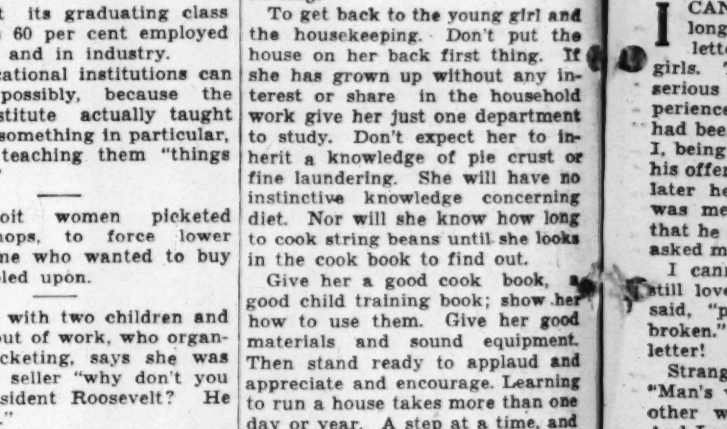 its graduating class
60 per cent employed
and in industry.
ational institutions can
possibly, because the
stitute actually taught
something in particular,
teaching them "things
oit women picketed
hops, to force lower
me who wanted to buy
led upon.
with two children and
out of work, who organ-
cketing, says she was
seller "why don't you
sident Roosevelt? He
To get back to the young girl and
the housekeeping. Don't put the
house on her back first thing. If
she has grown up without any in-
terest or share in the household
work give her just one department
to study. Don't expect her to in-
herit a knowledge of pie crust or
fine laundering. She will have no
instinctive knowledge concerning
diet. Nor will she know how long
to cook string beans until she looks
in the cook book to find out.
Give her a good cook book, a
good child training book; show her
how to use them. Give her good
materials and sound equipment.
Then stand ready to applaud and
appreciate and encourage. Learning
to run a house takes more than one
day or year. A step at a time, and
I CAN
long
lett
girls.
serious
perience
had bee
I, being
his offer
later he
was me
that he
asked m
I can
still love
said, "p
broken."
letter!
Strang
"Man's
other w